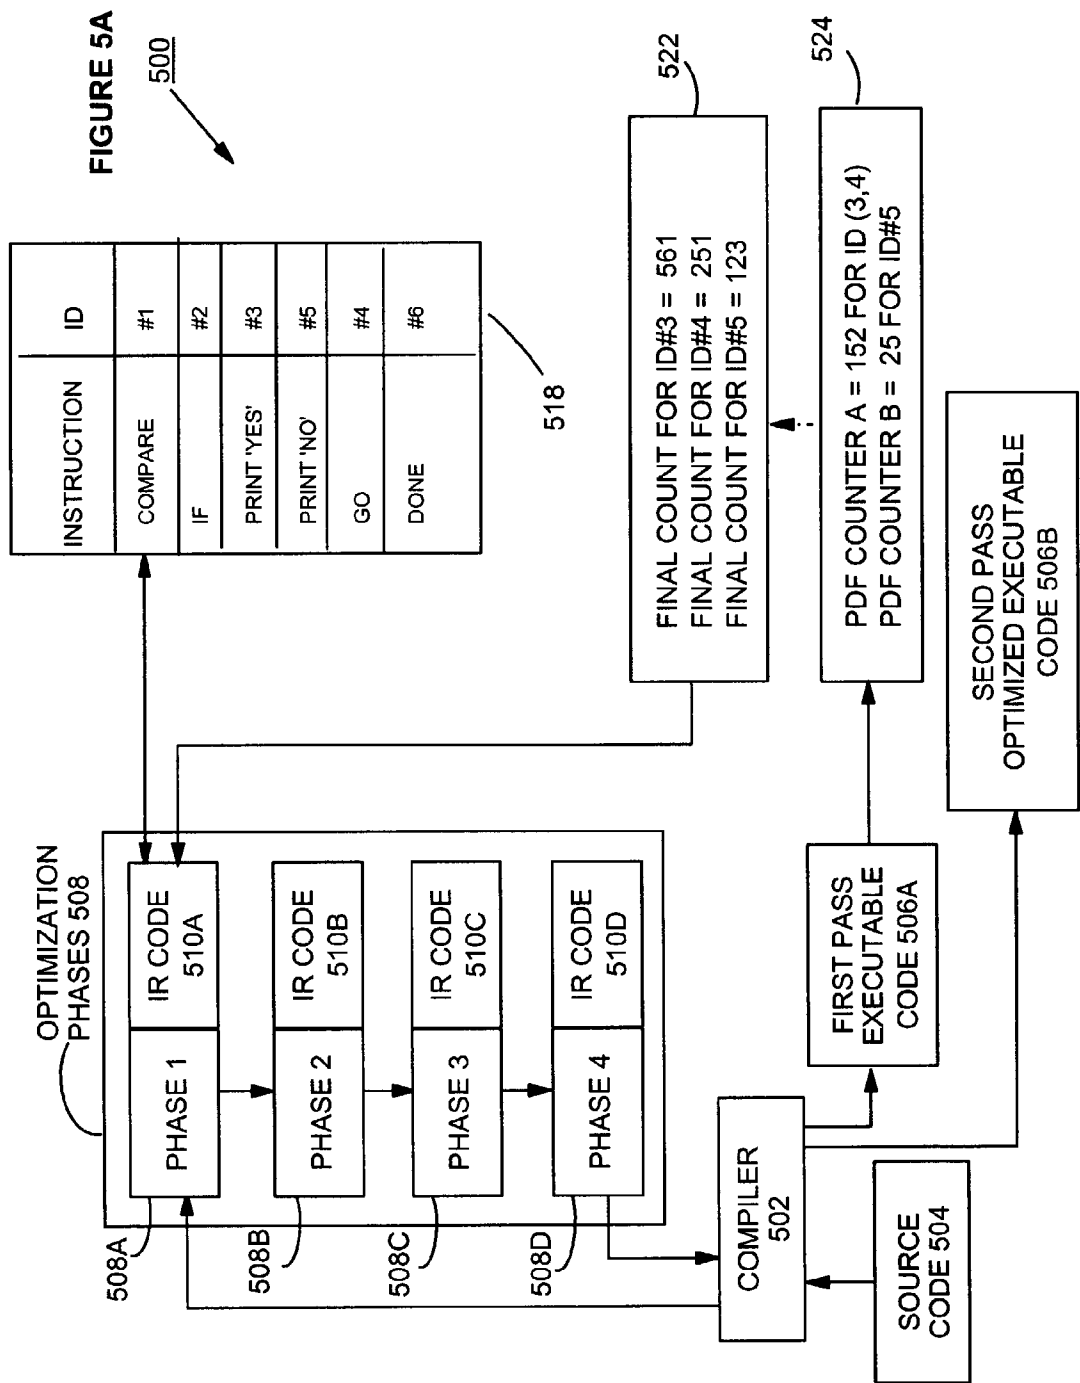 FIGURE 5A
500
OPTIMIZATION
PHASES 508
508A
PHASE 1
IR CODE
510A
508B
PHASE 2
IR CODE
510B
508C
PHASE 3
IR CODE
510C
508D
PHASE 4
IR CODE
510D
INSTRUCTION ID
COMPARE #1
IF #2
PRINT 'YES' #3
PRINT 'NO' #5
GO #4
DONE #6
518
FINAL COUNT FOR ID#3 = 561
FINAL COUNT FOR ID#4 = 251
FINAL COUNT FOR ID#5 = 123
522
PDF COUNTER A = 152 FOR ID (3,4)
PDF COUNTER B = 25 FOR ID#5
524
COMPILER
502
FIRST PASS
EXECUTABLE
CODE 506A
SECOND PASS
OPTIMIZED EXECUTABLE
CODE 506B
SOURCE
CODE 504